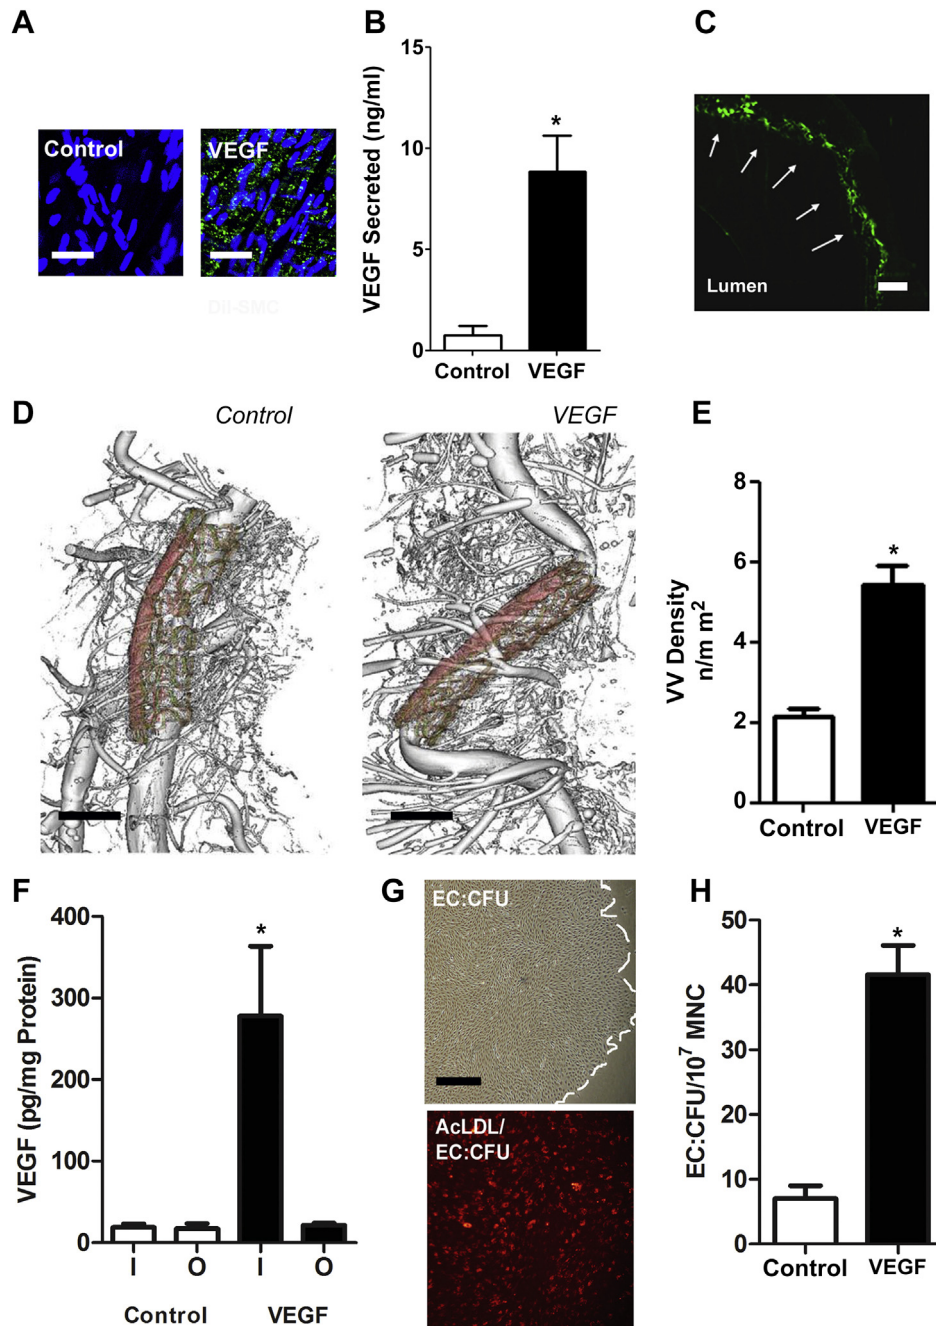 A
Control
VEGF
Dil-SMC
B
VEGF Secreted (ng/ml)
15
10
5
0
*
Control
VEGF
C
Lumen
D
Control
VEGF
E
VV Density
n/m m²
8
6
4
2
0
*
Control
VEGF
F
VEGF (pg/mg Protein)
400
300
200
100
0
*
I O I O
Control VEGF
G
EC:CFU
AcLDL/
EC:CFU
H
EC:CFU/10⁷ MNC
50
40
30
20
10
0
*
Control
VEGF